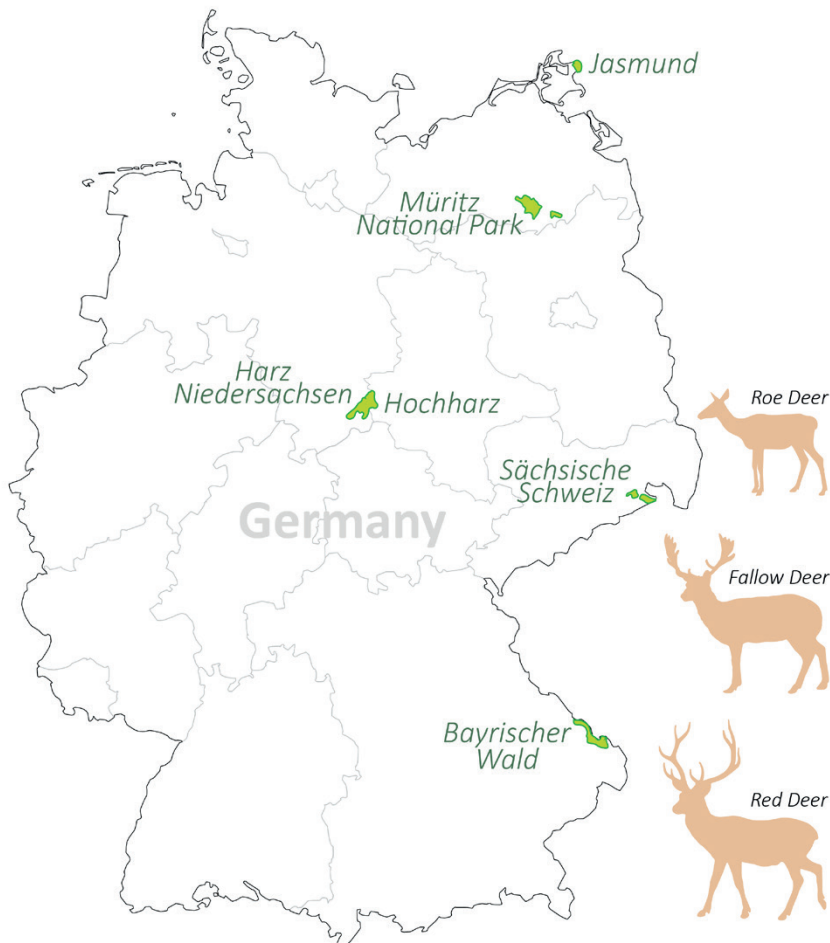 Jasmund
Müritz
National Park
Harz
Niedersachsen
Hochharz
Roe Deer
Sächsische
Schweiz
Germany
Fallow Deer
Bayrischer
Wald
Red Deer